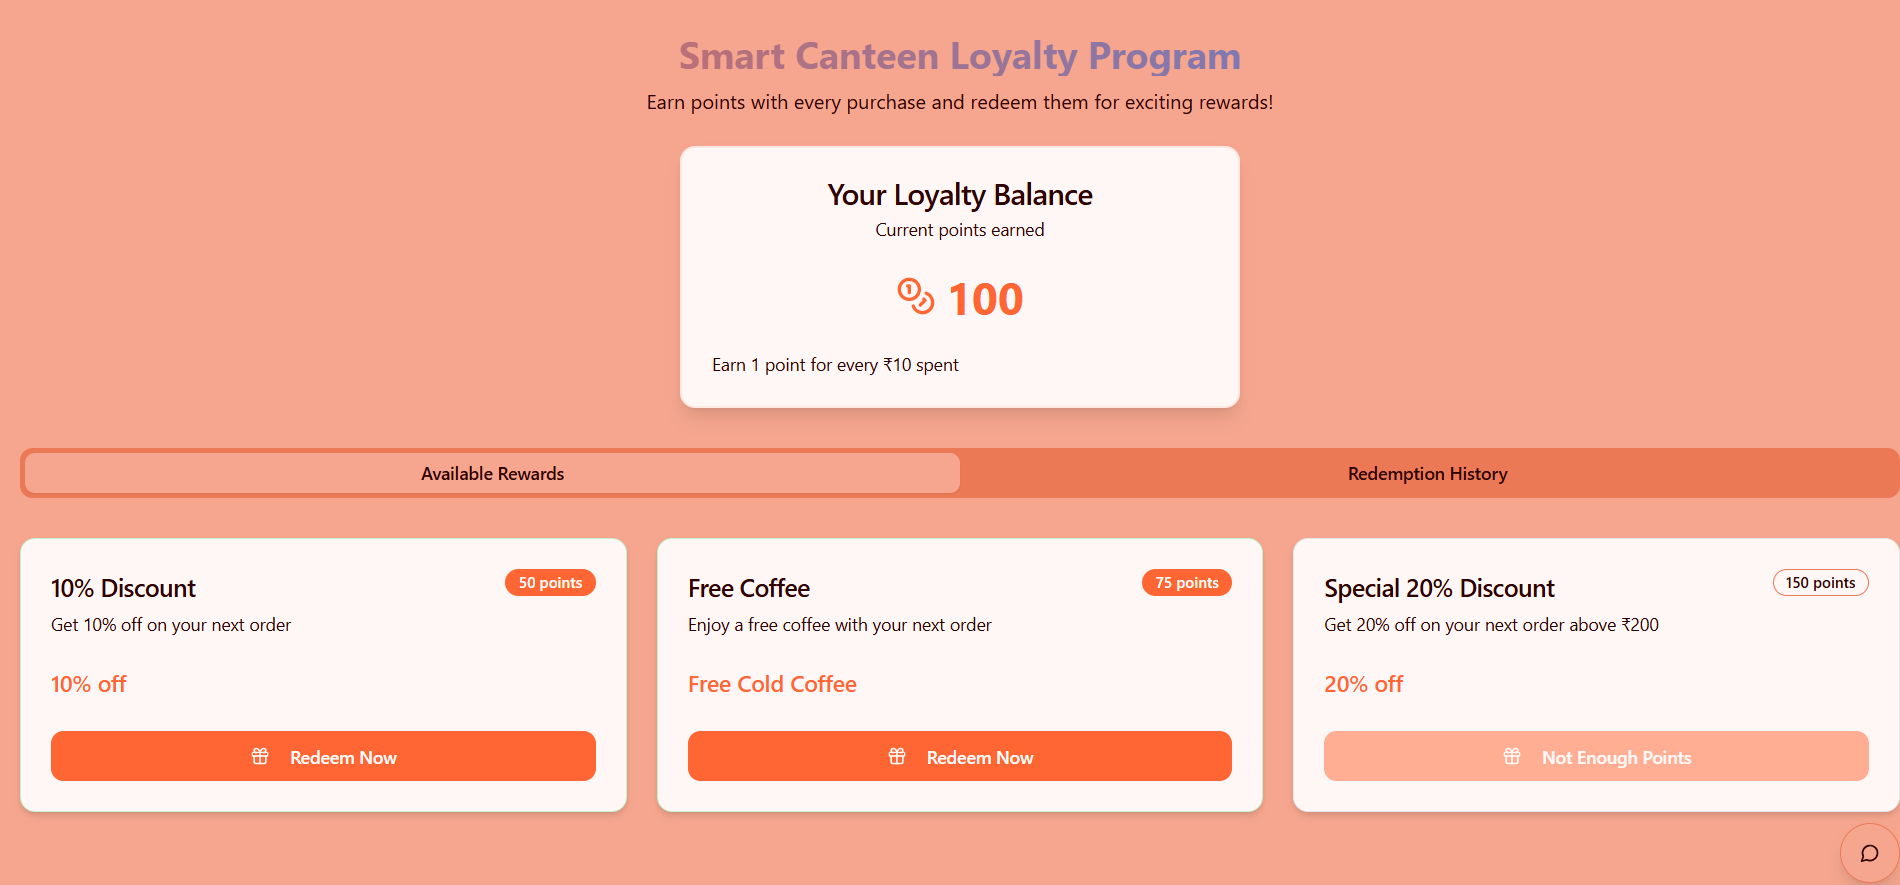 Smart Canteen Loyalty Program
Earn points with every purchase and redeem them for exciting rewards!
Your Loyalty Balance
Current points earned
100
Earn 1 point for every ₹10 spent
Available Rewards
Redemption History
10% Discount
50 points
Get 10% off on your next order
10% off
Redeem Now
Free Coffee
75 points
Enjoy a free coffee with your next order
Free Cold Coffee
Redeem Now
Special 20% Discount
150 points
Get 20% off on your next order above ₹200
20% off
Not Enough Points